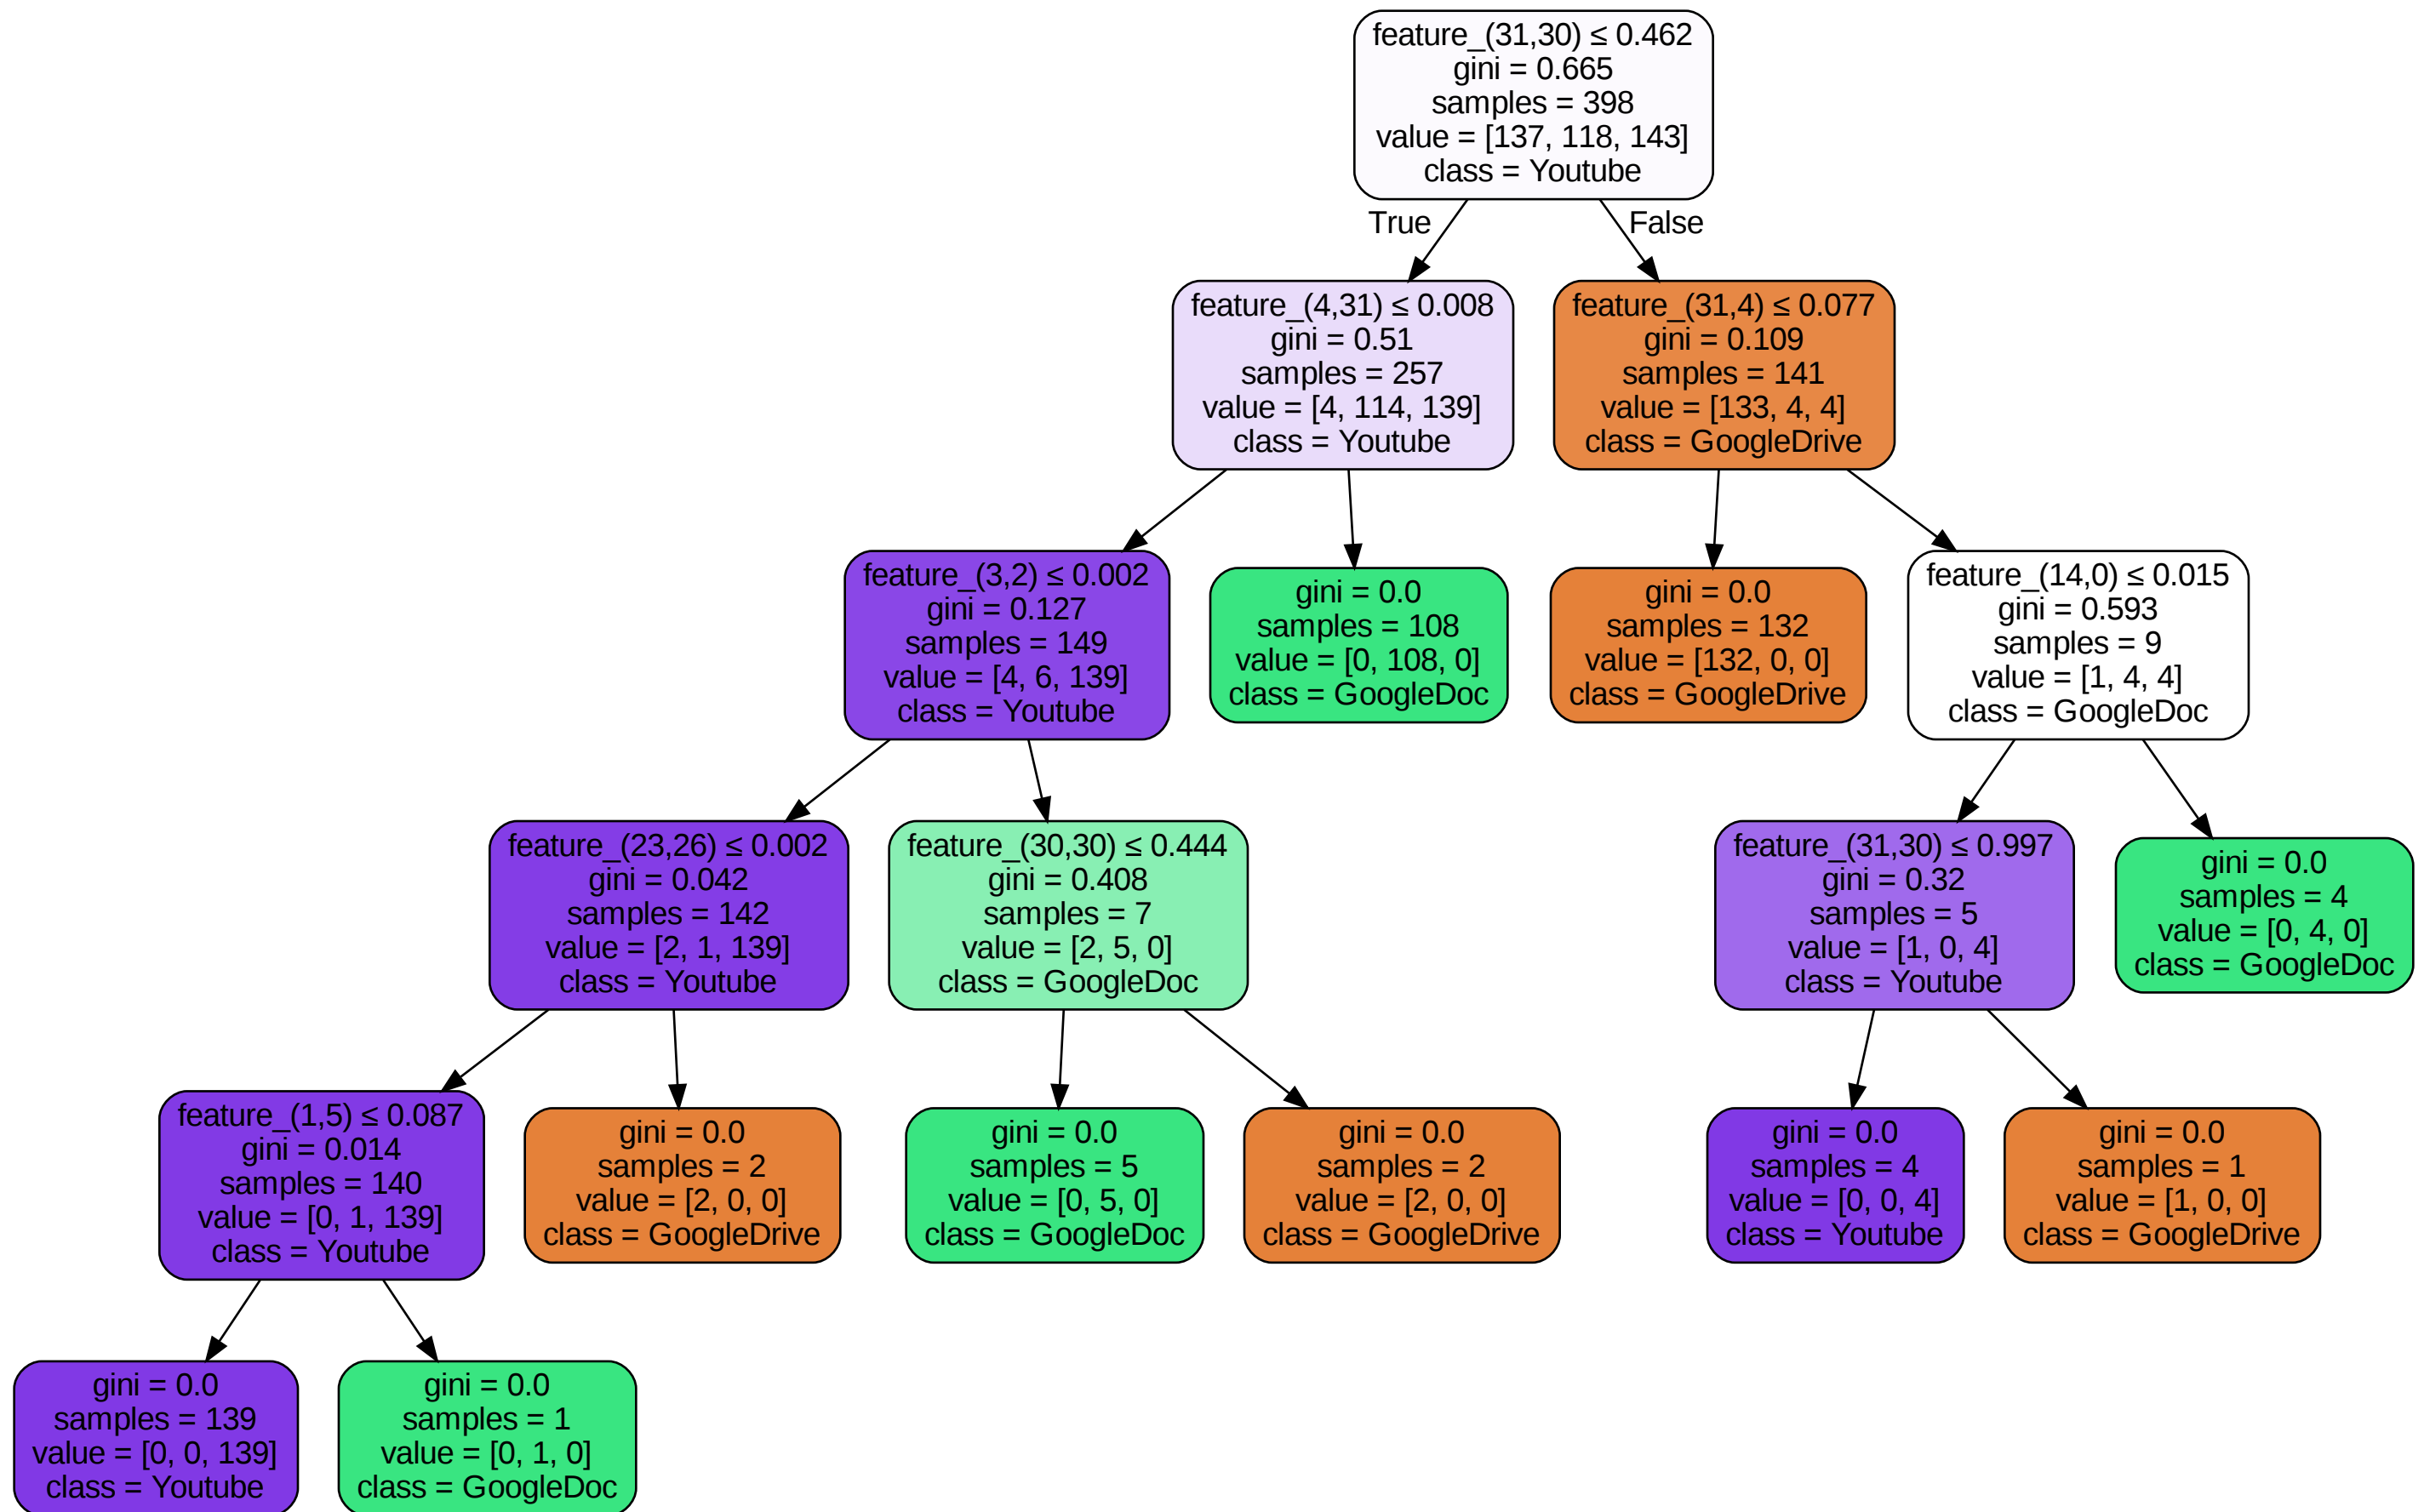 feature_(31,30) ≤ 0.462
gini = 0.665
samples = 398
value = [137, 118, 143]
class = Youtube
True
False
feature_(4,31) ≤ 0.008
gini = 0.51
samples = 257
value = [4, 114, 139]
class = Youtube
feature_(31,4) ≤ 0.077
gini = 0.109
samples = 141
value = [133, 4, 4]
class = GoogleDrive
feature_(3,2) ≤ 0.002
gini = 0.127
samples = 149
value = [4, 6, 139]
class = Youtube
gini = 0.0
samples = 108
value = [0, 108, 0]
class = GoogleDoc
gini = 0.0
samples = 132
value = [132, 0, 0]
class = GoogleDrive
feature_(14,0) ≤ 0.015
gini = 0.593
samples = 9
value = [1, 4, 4]
class = GoogleDoc
feature_(23,26) ≤ 0.002
gini = 0.042
samples = 142
value = [2, 1, 139]
class = Youtube
feature_(30,30) ≤ 0.444
gini = 0.408
samples = 7
value = [2, 5, 0]
class = GoogleDoc
feature_(31,30) ≤ 0.997
gini = 0.32
samples = 5
value = [1, 0, 4]
class = Youtube
gini = 0.0
samples = 4
value = [0, 4, 0]
class = GoogleDoc
feature_(1,5) ≤ 0.087
gini = 0.014
samples = 140
value = [0, 1, 139]
class = Youtube
gini = 0.0
samples = 2
value = [2, 0, 0]
class = GoogleDrive
gini = 0.0
samples = 5
value = [0, 5, 0]
class = GoogleDoc
gini = 0.0
samples = 2
value = [2, 0, 0]
class = GoogleDrive
gini = 0.0
samples = 4
value = [0, 0, 4]
class = Youtube
gini = 0.0
samples = 1
value = [1, 0, 0]
class = GoogleDrive
gini = 0.0
samples = 139
value = [0, 0, 139]
class = Youtube
gini = 0.0
samples = 1
value = [0, 1, 0]
class = GoogleDoc